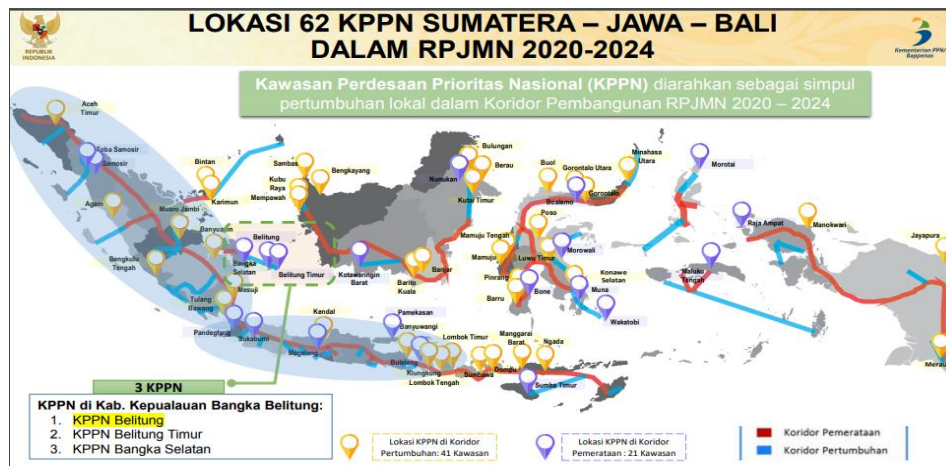 LOKASI 62 KPPN SUMATERA – JAWA – BALI
DALAM RPJMN 2020-2024
REPUBLIK
INDONESIA
Kementerian PPN/
Bappenas
Kawasan Perdesaan Prioritas Nasional (KPPN) diarahkan sebagai simpul
pertumbuhan lokal dalam Koridor Pembangunan RPJMN 2020 – 2024
Aceh
Timur
Toba Samosir
Samosir
Agam
Muaro Jambi
Bengkulu
Tengah
Tulang
Bawang
Mesuji
Banyuasin
Bintan
Karimun
Belitung
Bangka
Selatan
Belitung Timur
Pandeglang
Sukabumi
Kendal
Magelang
Pamekasan
Banyuwangi
Buleleng
Klungkung
Lombok Timur
Lombok Tengah
Sumbawa
Dompu
Manggarai
Barat
Ngada
Sumba Timur
Sambas
Bengkayang
Kubu
Raya
Mempawah
Kotawaringin
Barat
Barito
Kuala
Banjar
Nunukan
Bulungan
Berau
Kutai Timur
Buol
Gorontalo Utara
Boalemo
Gorontalo
Minahasa
Utara
Poso
Mamuju Tengah
Mamuju
Luwu Timur
Morowali
Pinrang
Barru
Bone
Konawe
Selatan
Muna
Wakatobi
Morotai
Maluku
Tengah
Raja Ampat
Manokwari
Jayapura
3 KPPN
KPPN di Kab. Kepualauan Bangka Belitung:
1. KPPN Belitung
2. KPPN Belitung Timur
3. KPPN Bangka Selatan
Lokasi KPPN di Koridor
Pertumbuhan: 41 Kawasan
Lokasi KPPN di Koridor
Pemerataan : 21 Kawasan
Koridor Pemerataan
Koridor Pertumbuhan